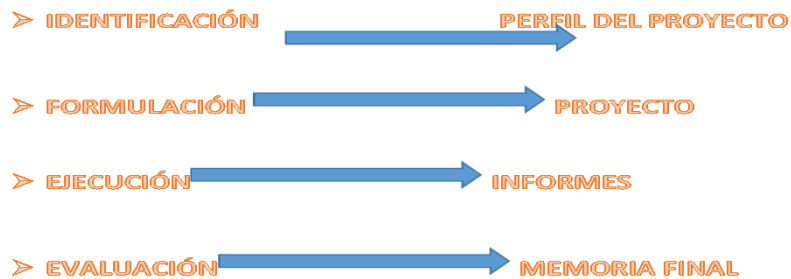 ➢ IDENTIFICACIÓN PERFIL DEL PROYECTO
➢ FORMULACIÓN PROYECTO
➢ EJECUCIÓN INFORMES
➢ EVALUACIÓN MEMORIA FINAL